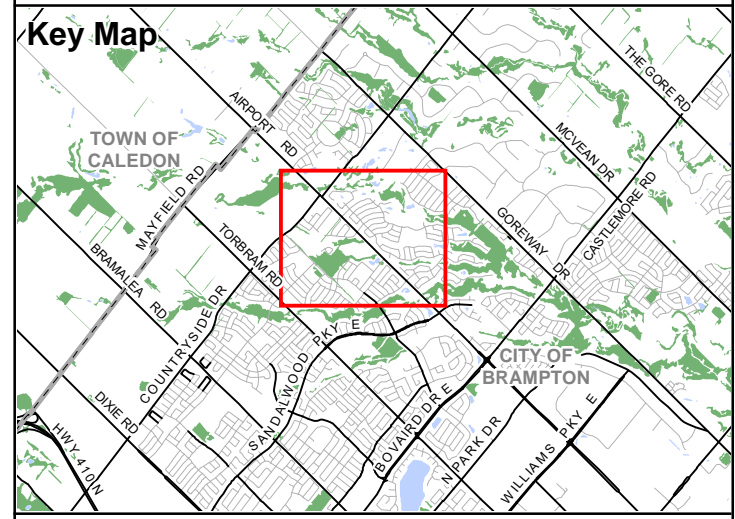 Key Map
THE GORE RD
AIRPORT RD
MCVEAN DR
TOWN OF
CALEDON
MAYFIELD RD
CASTLEMORE RD
GOREWAY DR
TORBRAM RD
BRAMALEA RD
COUNTRYSIDE DR
SANDALWOOD PKY E
CITY OF
BRAMPTON
DIXIE RD
BOVAIRD DR E
HWY 410 N
N PARK DR
WILLIAMS PKY E